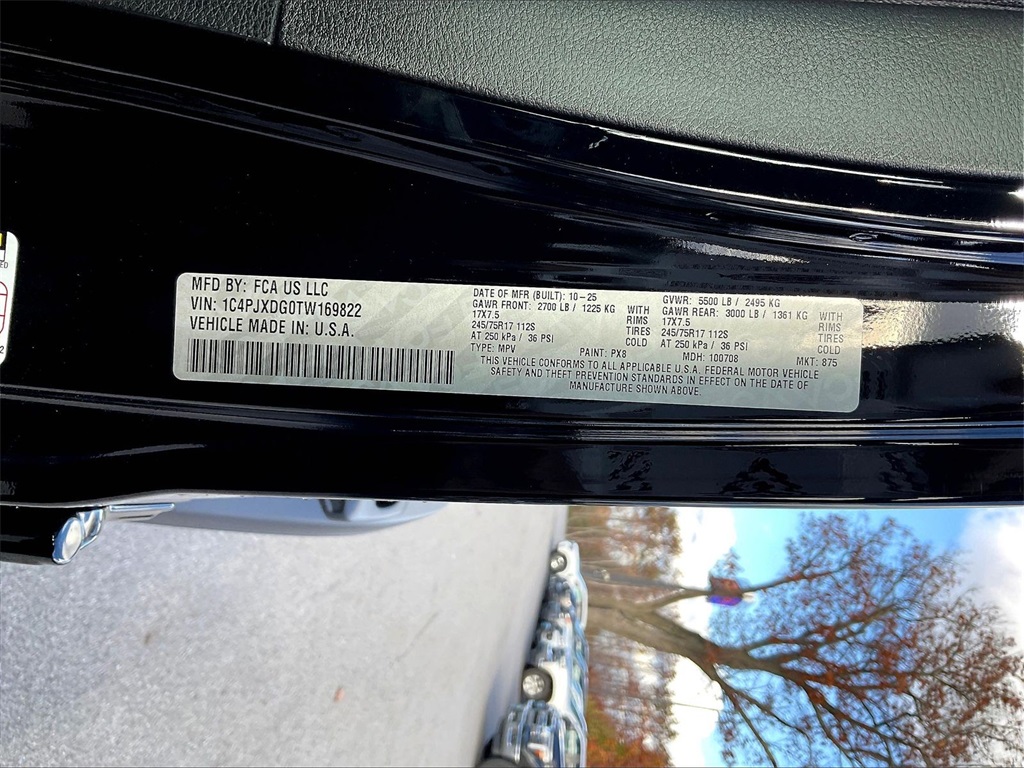 MFD BY: FCA US LLC
VIN: 1C4PJXDG0TW169822
VEHICLE MADE IN: U.S.A.
DATE OF MFR (BUILT): 10-25
GAWR FRONT: 2700 LB / 1225 KG WITH
17X7.5 RIMS
245/75R17 112S TIRES
AT 250 kPa / 36 PSI COLD
GVWR: 5500 LB / 2495 KG
GAWR REAR: 3000 LB / 1361 KG WITH
17X7.5 RIMS
245/75R17 112S TIRES
AT 250 kPa / 36 PSI COLD
TYPE: MPV PAINT: PX8 MDH: 100708 MKT: 875
THIS VEHICLE CONFORMS TO ALL APPLICABLE U.S.A. FEDERAL MOTOR VEHICLE
SAFETY AND THEFT PREVENTION STANDARDS IN EFFECT ON THE DATE OF
MANUFACTURE SHOWN ABOVE.